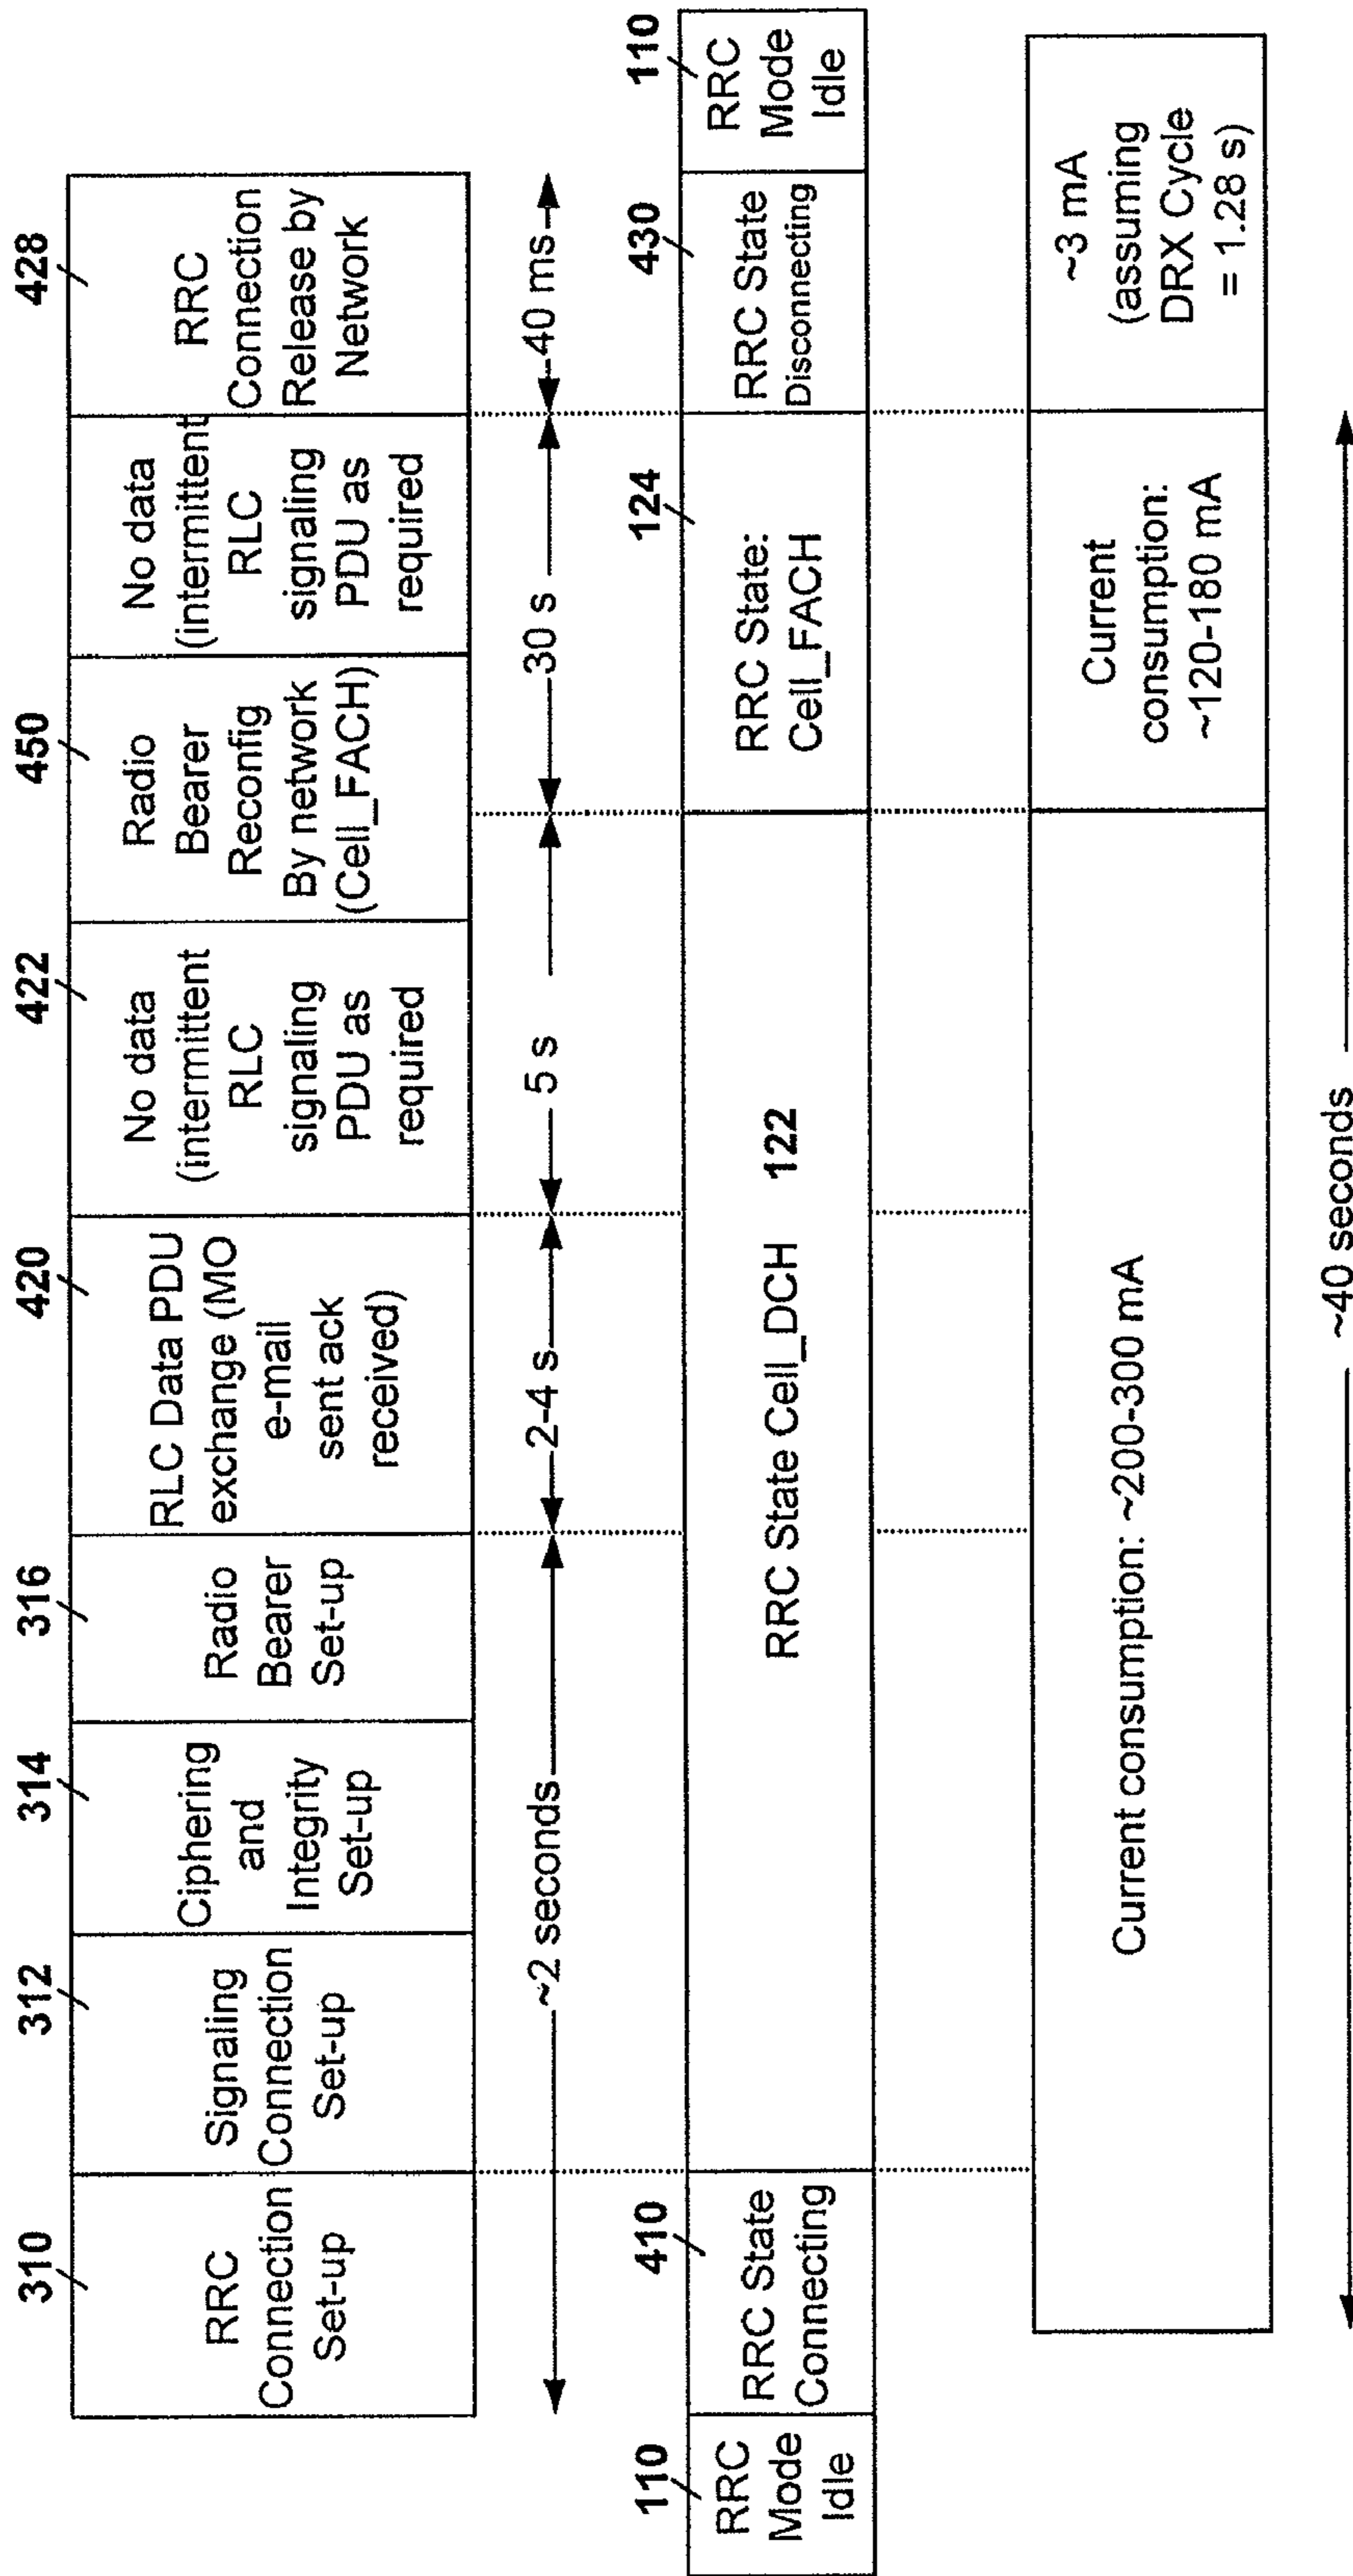 310
RRC
Connection
Set-up
312
Signaling
Connection
Set-up
314
Ciphering
and
Integrity
Set-up
316
Radio
Bearer
Set-up
420
RLC Data PDU
exchange (MO
e-mail
sent ack
received)
422
No data
(intermittent
RLC
signaling
PDU as
required
450
Radio
Bearer
Reconfig
By network
(Cell_FACH)
No data
(intermittent
RLC
signaling
PDU as
required
428
RRC
Connection
Release by
Network
~2 seconds
2-4 s
5 s
30 s
40 ms
110
RRC
Mode
Idle
410
RRC State
Connecting
RRC State Cell_DCH 122
124
RRC State:
Cell_FACH
430
RRC State
Disconnecting
110
RRC
Mode
Idle
Current consumption: ~200-300 mA
Current
consumption:
~120-180 mA
~3 mA
(assuming
DRX Cycle
= 1.28 s)
~40 seconds